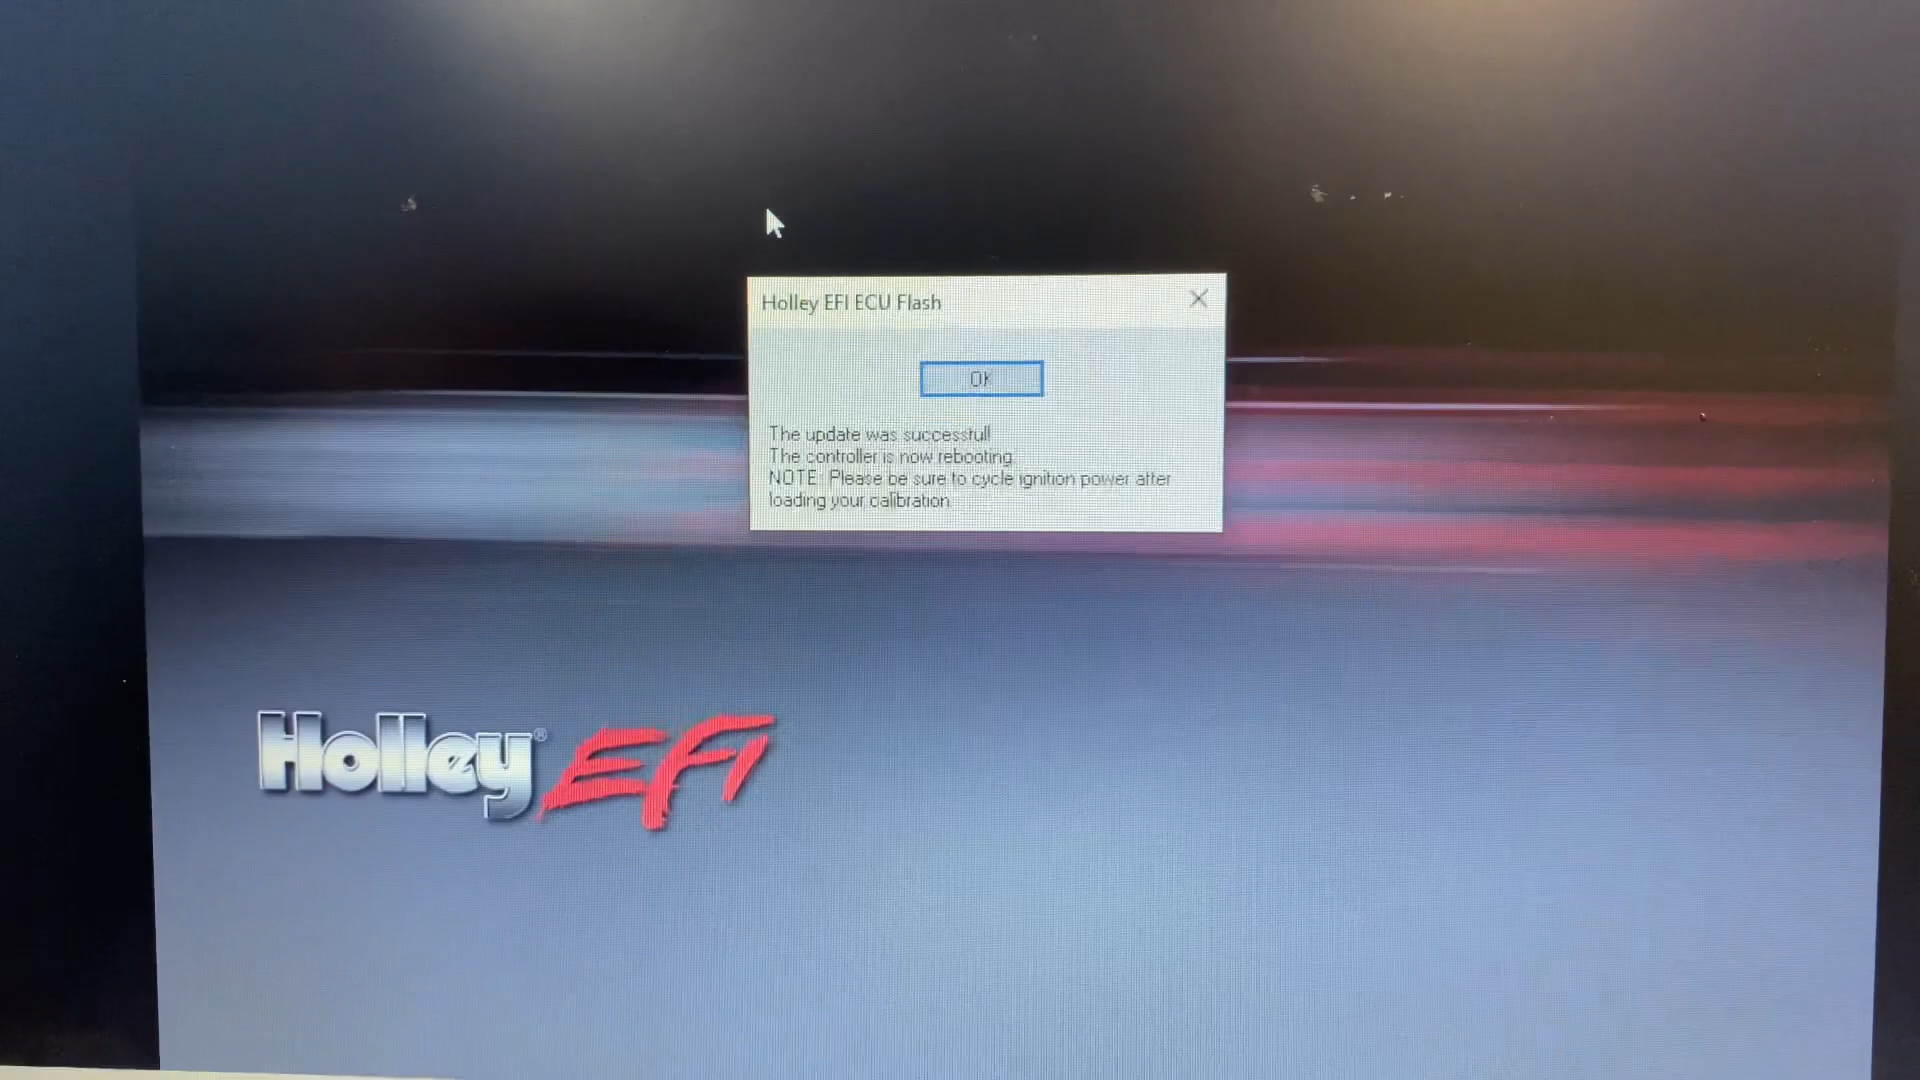 Holley EFI ECU Flash
OK
The update was successful!
The controller is now rebooting.
NOTE: Please be sure to cycle ignition power after
loading your calibration.
Holley® EFI